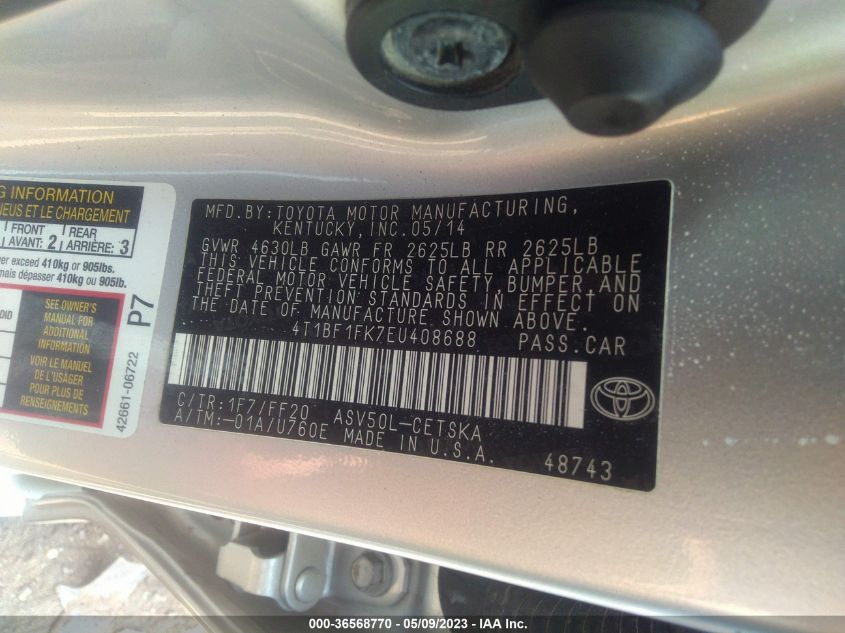 G INFORMATION
NEUS ET LE CHARGEMENT
FRONT
AVANT: 2
REAR
ARRIÈRE: 3
er exceed 410kg or 905lbs.
mais dépasser 410kg ou 905lb.
OID
SEE OWNER'S
MANUAL FOR
ADDITIONAL
INFORMATION
VOIR LE MANUEL
DE L'USAGER
POUR PLUS DE
RENSEIGNEMENTS
P7
42661-06722
MFD. BY: TOYOTA MOTOR MANUFACTURING,
KENTUCKY, INC. 05/14
GVWR 4630LB GAWR FR 2625LB RR 2625LB
THIS VEHICLE CONFORMS TO ALL APPLICABLE
FEDERAL MOTOR VEHICLE SAFETY, BUMPER, AND
THEFT PREVENTION STANDARDS IN EFFECT ON
THE DATE OF MANUFACTURE SHOWN ABOVE.
4T1BF1FK7EU408688 PASS.CAR
C/TR: 1F7/FF20 ASV50L-CETSKA
A/TM: -01A/U760E MADE IN U.S.A.
48743
000-36568770 - 05/09/2023 - IAA Inc.